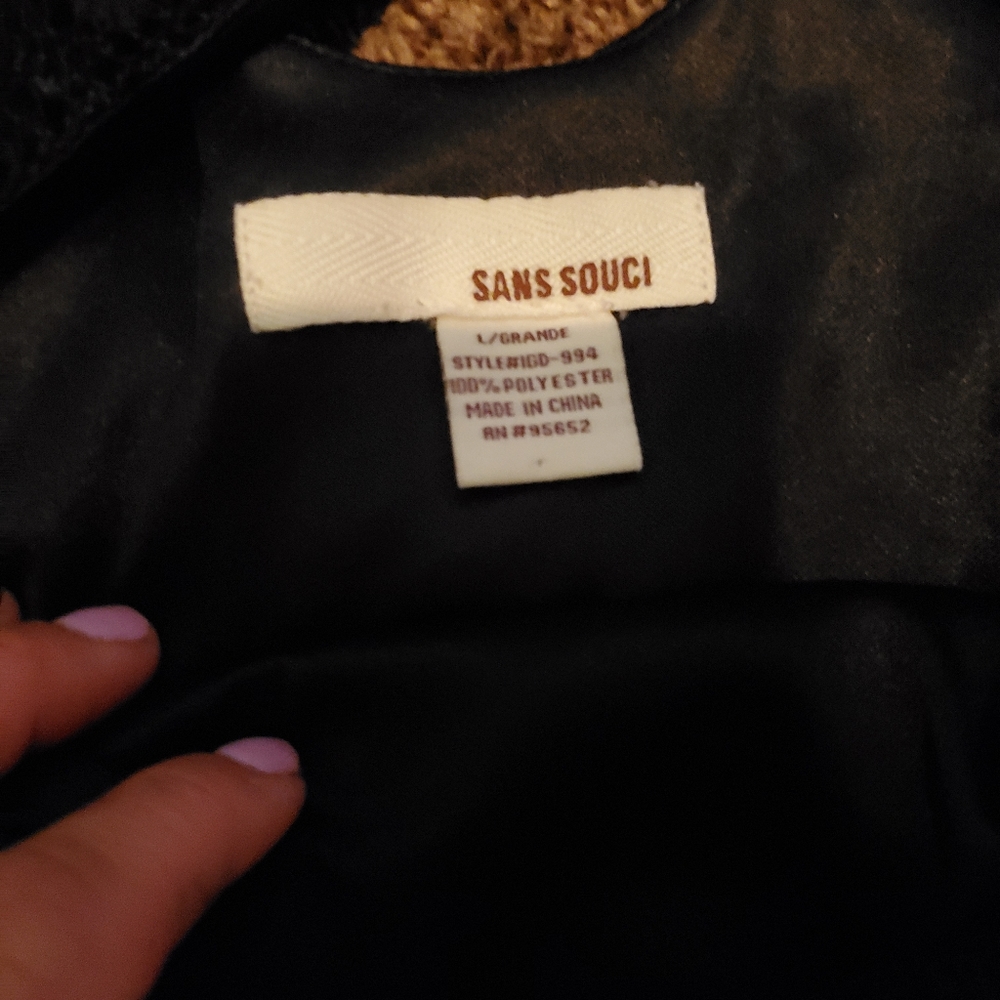 SANS SOUCI
L/GRANDE
STYLE#IGD-994
100% POLYESTER
MADE IN CHINA
RN #95652